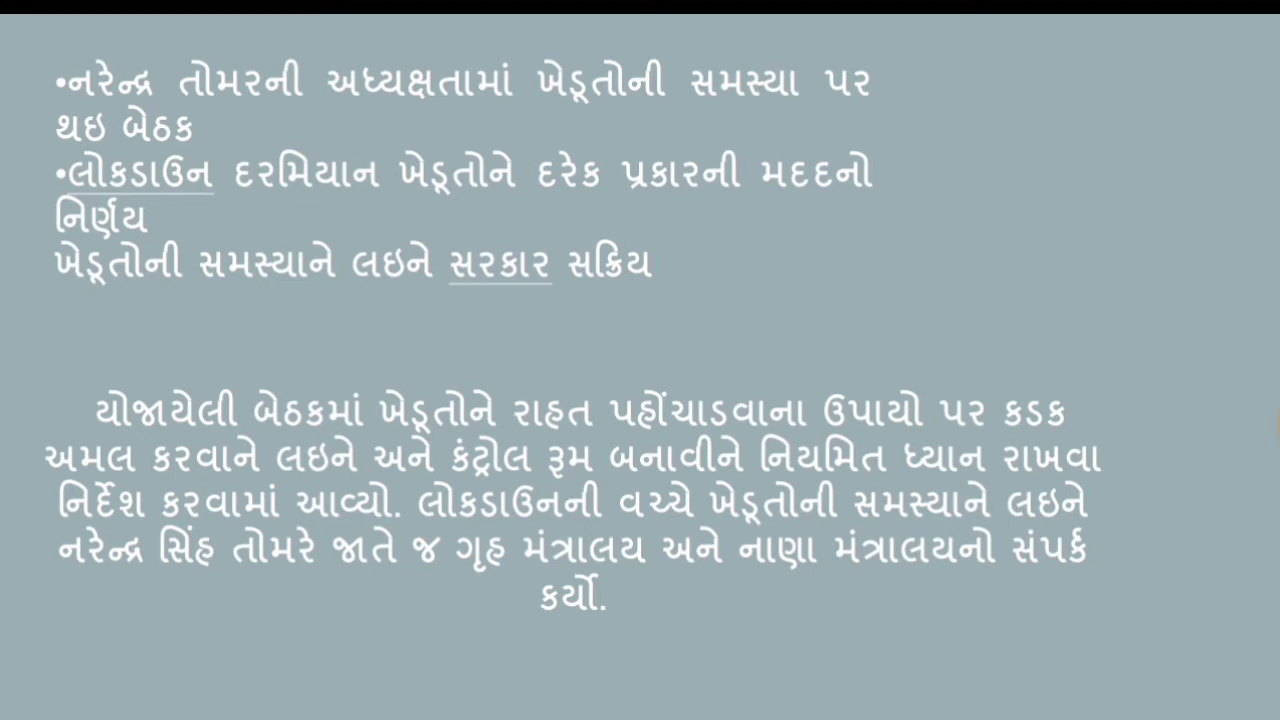 •નરેન્દ્ર તોમરની અધ્યક્ષતામાં ખેડૂતોની સમસ્યા પર
થઇ બેઠક
•લોકડાઉન દરમિયાન ખેડૂતોને દરેક પ્રકારની મદદનો
નિર્ણય
ખેડૂતોની સમસ્યાને લઇને સરકાર સક્રિય
યોજાયેલી બેઠકમાં ખેડૂતોને રાહત પહોંચાડવાના ઉપાયો પર કડક
અમલ કરવાને લઇને અને કંટ્રોલ રૂમ બનાવીને નિયમિત ધ્યાન રાખવા
નિર્દેશ કરવામાં આવ્યો. લોકડાઉનની વચ્ચે ખેડૂતોની સમસ્યાને લઇને
નરેન્દ્ર સિંહ તોમરે જાતે જ ગૃહ મંત્રાલય અને નાણા મંત્રાલયનો સંપર્ક
કર્યો.